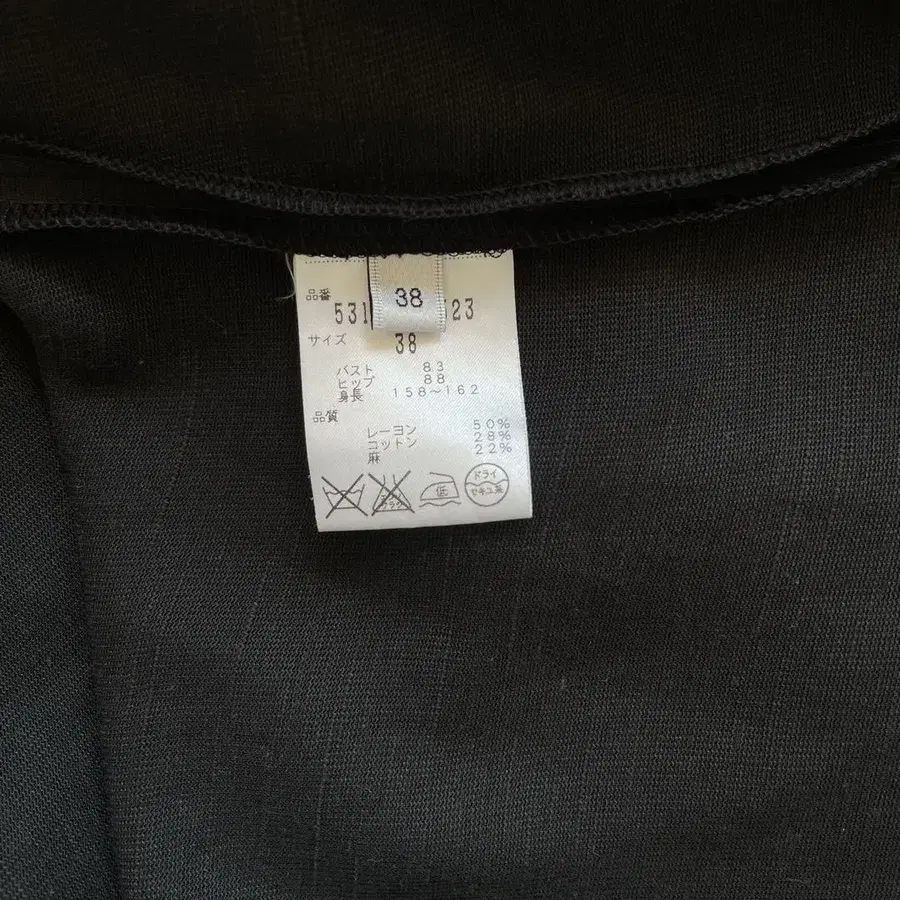 38
品番
531 23
サイズ
38
バスト 83
ヒップ 88
身長 158～162
品質
レーヨン 50%
コットン 28%
麻 22%
低
ドライ
セキユ系